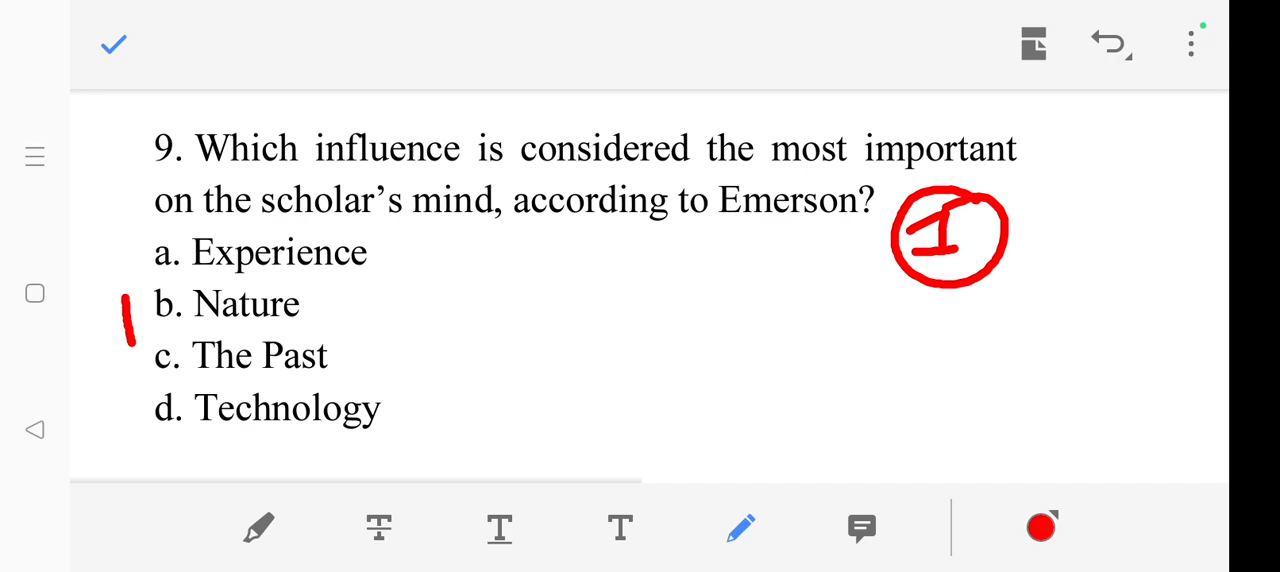 9. Which influence is considered the most important
on the scholar's mind, according to Emerson?
1
a. Experience
b. Nature
c. The Past
d. Technology
T
T
T